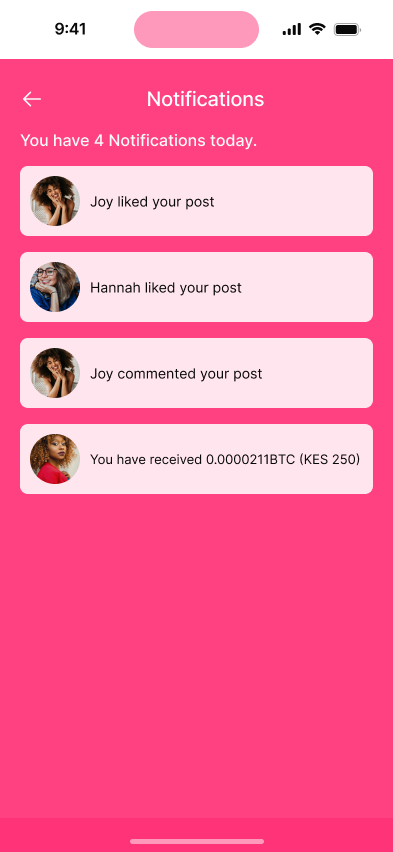 9:41
Notifications
You have 4 Notifications today.
Joy liked your post
Hannah liked your post
Joy commented your post
You have received 0.0000211BTC (KES 250)